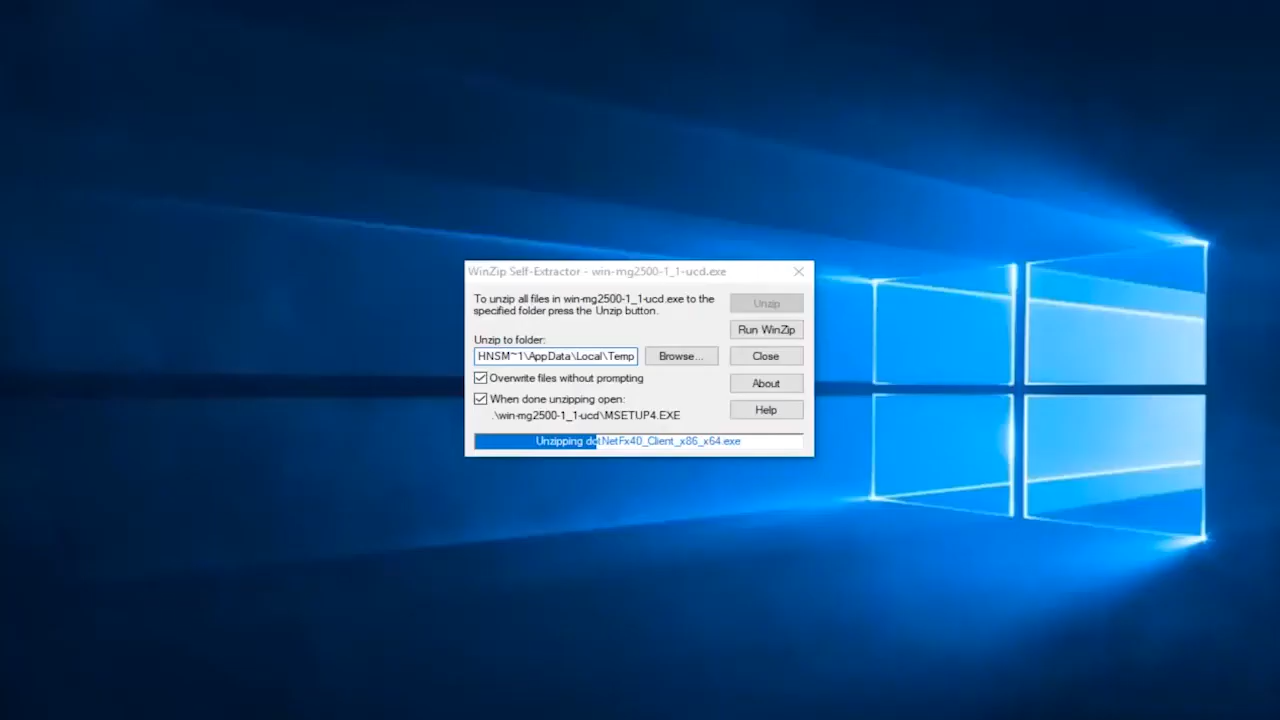 WinZip Self-Extractor - win-mg2500-1_1-ucd.exe
To unzip all files in win-mg2500-1_1-ucd.exe to the
specified folder press the Unzip button.
Unzip to folder:
HNSM~1\AppData\Local\Temp
Browse...
Overwrite files without prompting
When done unzipping open:
.\win-mg2500-1_1-ucd\MSETUP4.EXE
Unzip
Run WinZip
Close
About
Help
Unzipping dotNetFx40_Client_x86_x64.exe